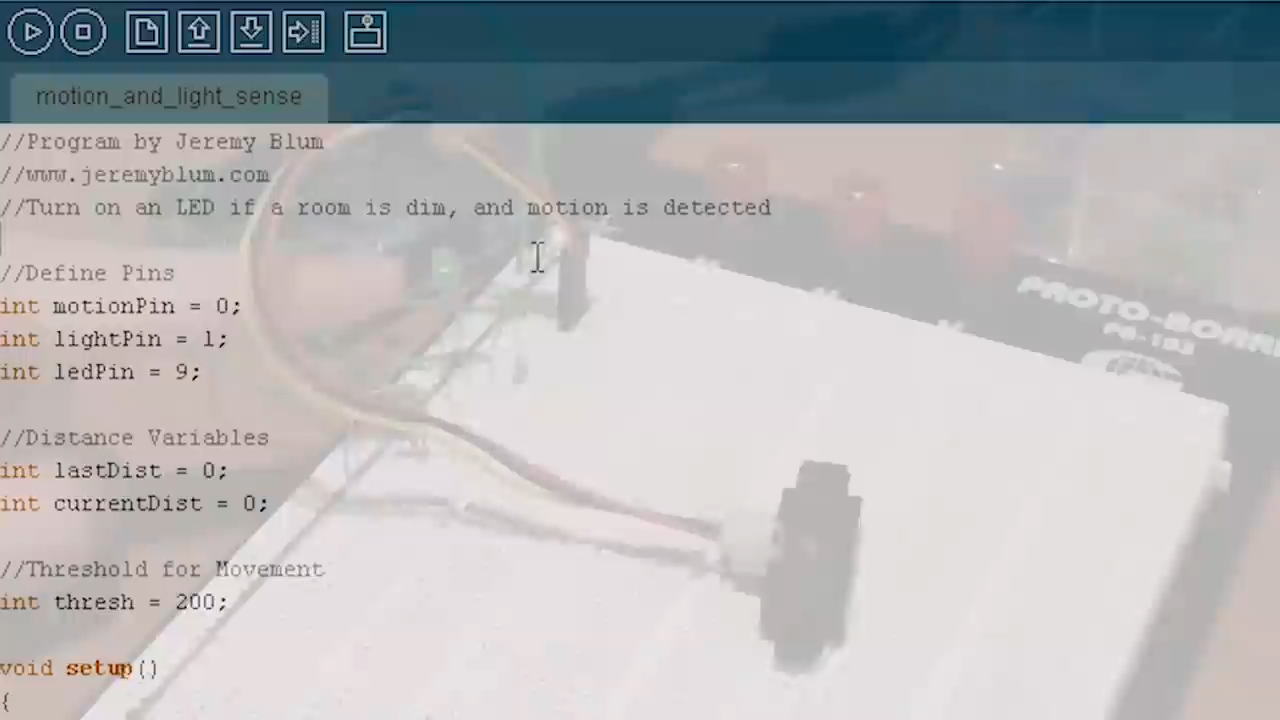 motion_and_light_sense
//Program by Jeremy Blum
//www.jeremyblum.com
//Turn on an LED if a room is dim, and motion is detected
//Define Pins
int motionPin = 0;
int lightPin = 1;
int ledPin = 9;
//Distance Variables
int lastDist = 0;
int currentDist = 0;
//Threshold for Movement
int thresh = 200;
void setup()
{
PROTO-BOARD